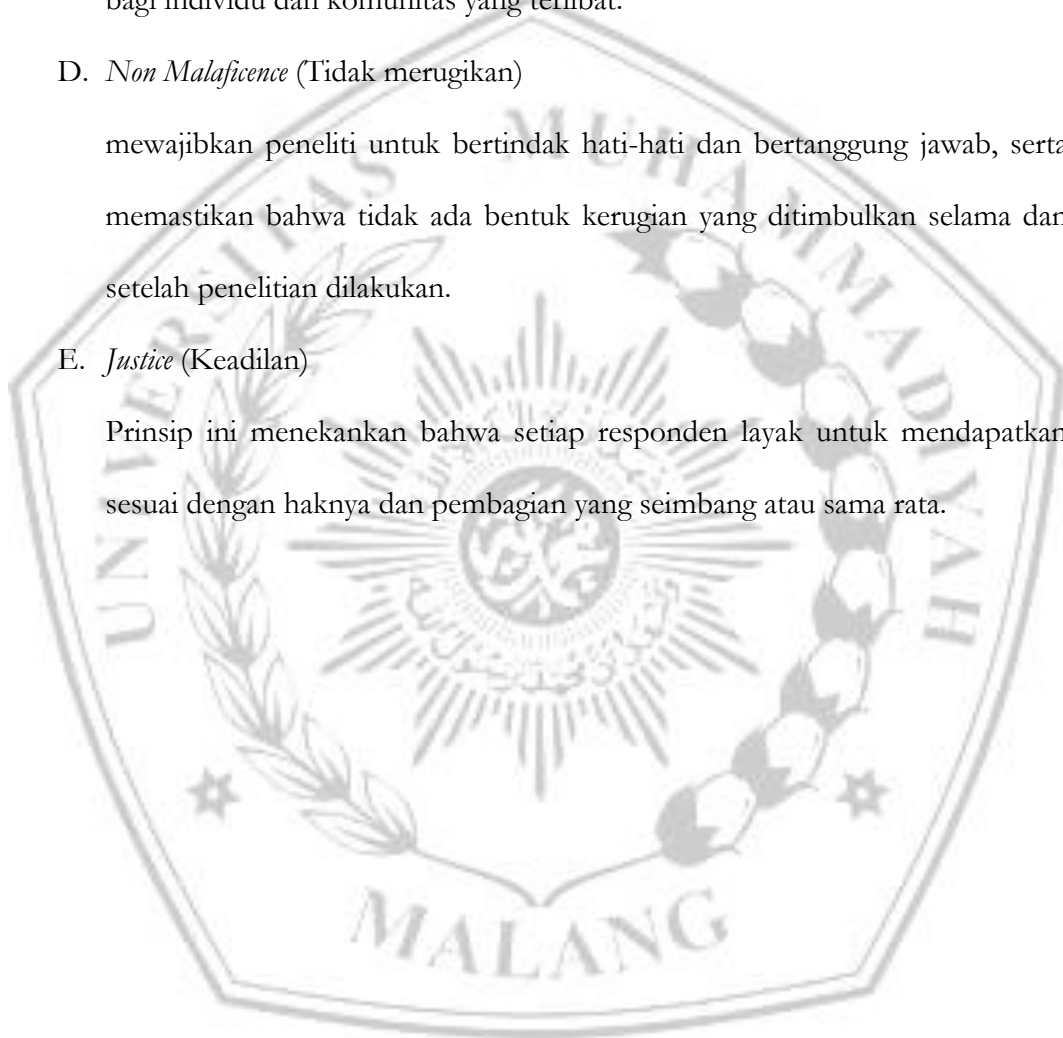 bagi individu dan komunitas yang terlibat.
D. Non Malaficence (Tidak merugikan)
mewajibkan peneliti untuk bertindak hati-hati dan bertanggung jawab, serta
memastikan bahwa tidak ada bentuk kerugian yang ditimbulkan selama dan
setelah penelitian dilakukan.
E. Justice (Keadilan)
Prinsip ini menekankan bahwa setiap responden layak untuk mendapatkan
sesuai dengan haknya dan pembagian yang seimbang atau sama rata.
UNIVERSITAS MUHAMMADIYAH
MALANG